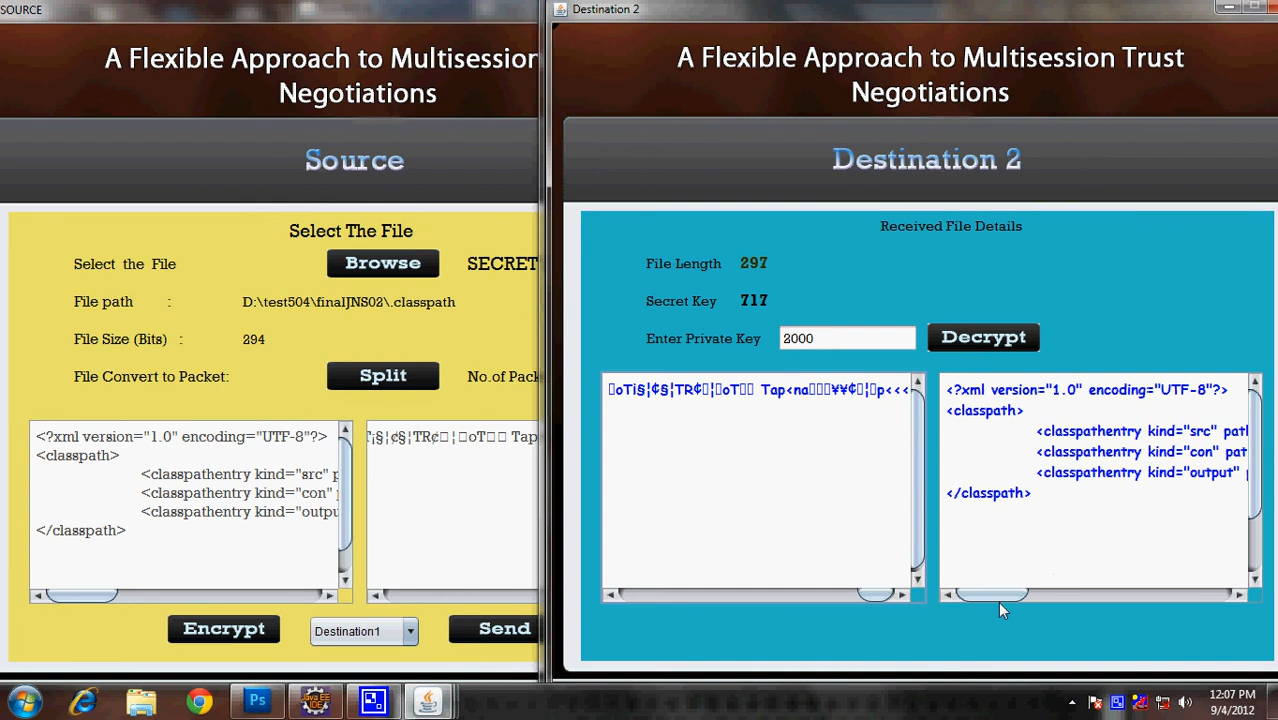 SOURCE
A Flexible Approach to Multisession
Negotiations
Source
Select The File
Select the File
Browse
SECRET
File path :
D:\test504\finalJNS02\.classpath
File Size (Bits) :
294
File Convert to Packet:
Split
No.of Pack
<?xml version="1.0" encoding="UTF-8"?>
<classpath>
<classpathentry kind="src" p
<classpathentry kind="con"
<classpathentry kind="outpu
</classpath>
Encrypt
Destination1
Send
Destination 2
A Flexible Approach to Multisession Trust
Negotiations
Destination 2
Received File Details
File Length 297
Secret Key 717
Enter Private Key 2000
Decrypt
<?xml version="1.0" encoding="UTF-8"?>
<classpath>
<classpathentry kind="src" path
<classpathentry kind="con" pat
<classpathentry kind="output" p
</classpath>
Ps
Java EE
IDE
12:07 PM
9/4/2012